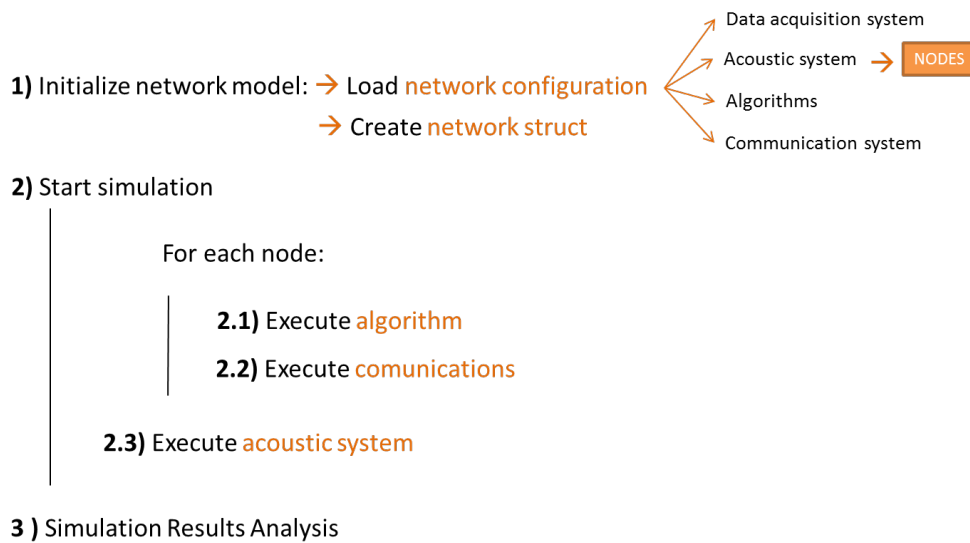 Data acquisition system
Acoustic system → NODES
1) Initialize network model: → Load network configuration
Algorithms
→ Create network struct
Communication system
2) Start simulation
For each node:
2.1) Execute algorithm
2.2) Execute comunications
2.3) Execute acoustic system
3 ) Simulation Results Analysis